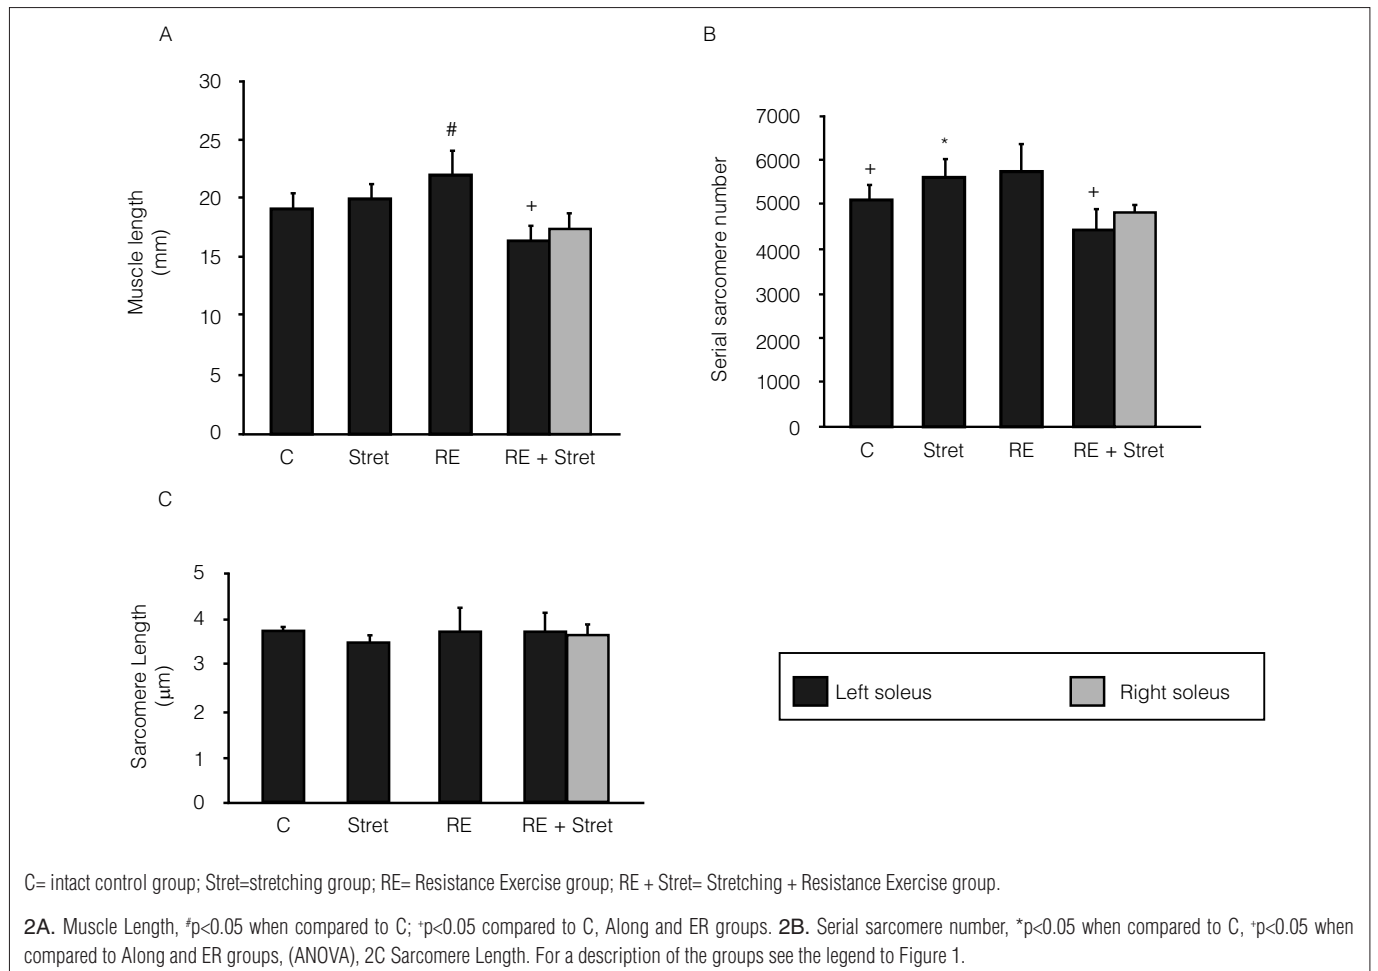 A
30
25
20
15
10
5
0
Muscle length
(mm)
#
+
C Stret RE RE + Stret
B
7000
6000
5000
4000
3000
2000
1000
0
Serial sarcomere number
+
*
+
C Stret RE RE + Stret
C
5
4
3
2
1
0
Sarcomere Length
(µm)
C Stret RE RE + Stret
Left soleus Right soleus
C= intact control group; Stret=stretching group; RE= Resistance Exercise group; RE + Stret= Stretching + Resistance Exercise group.
2A. Muscle Length, #p<0.05 when compared to C; +p<0.05 compared to C, Along and ER groups. 2B. Serial sarcomere number, *p<0.05 when compared to C, +p<0.05 when
compared to Along and ER groups, (ANOVA), 2C Sarcomere Length. For a description of the groups see the legend to Figure 1.